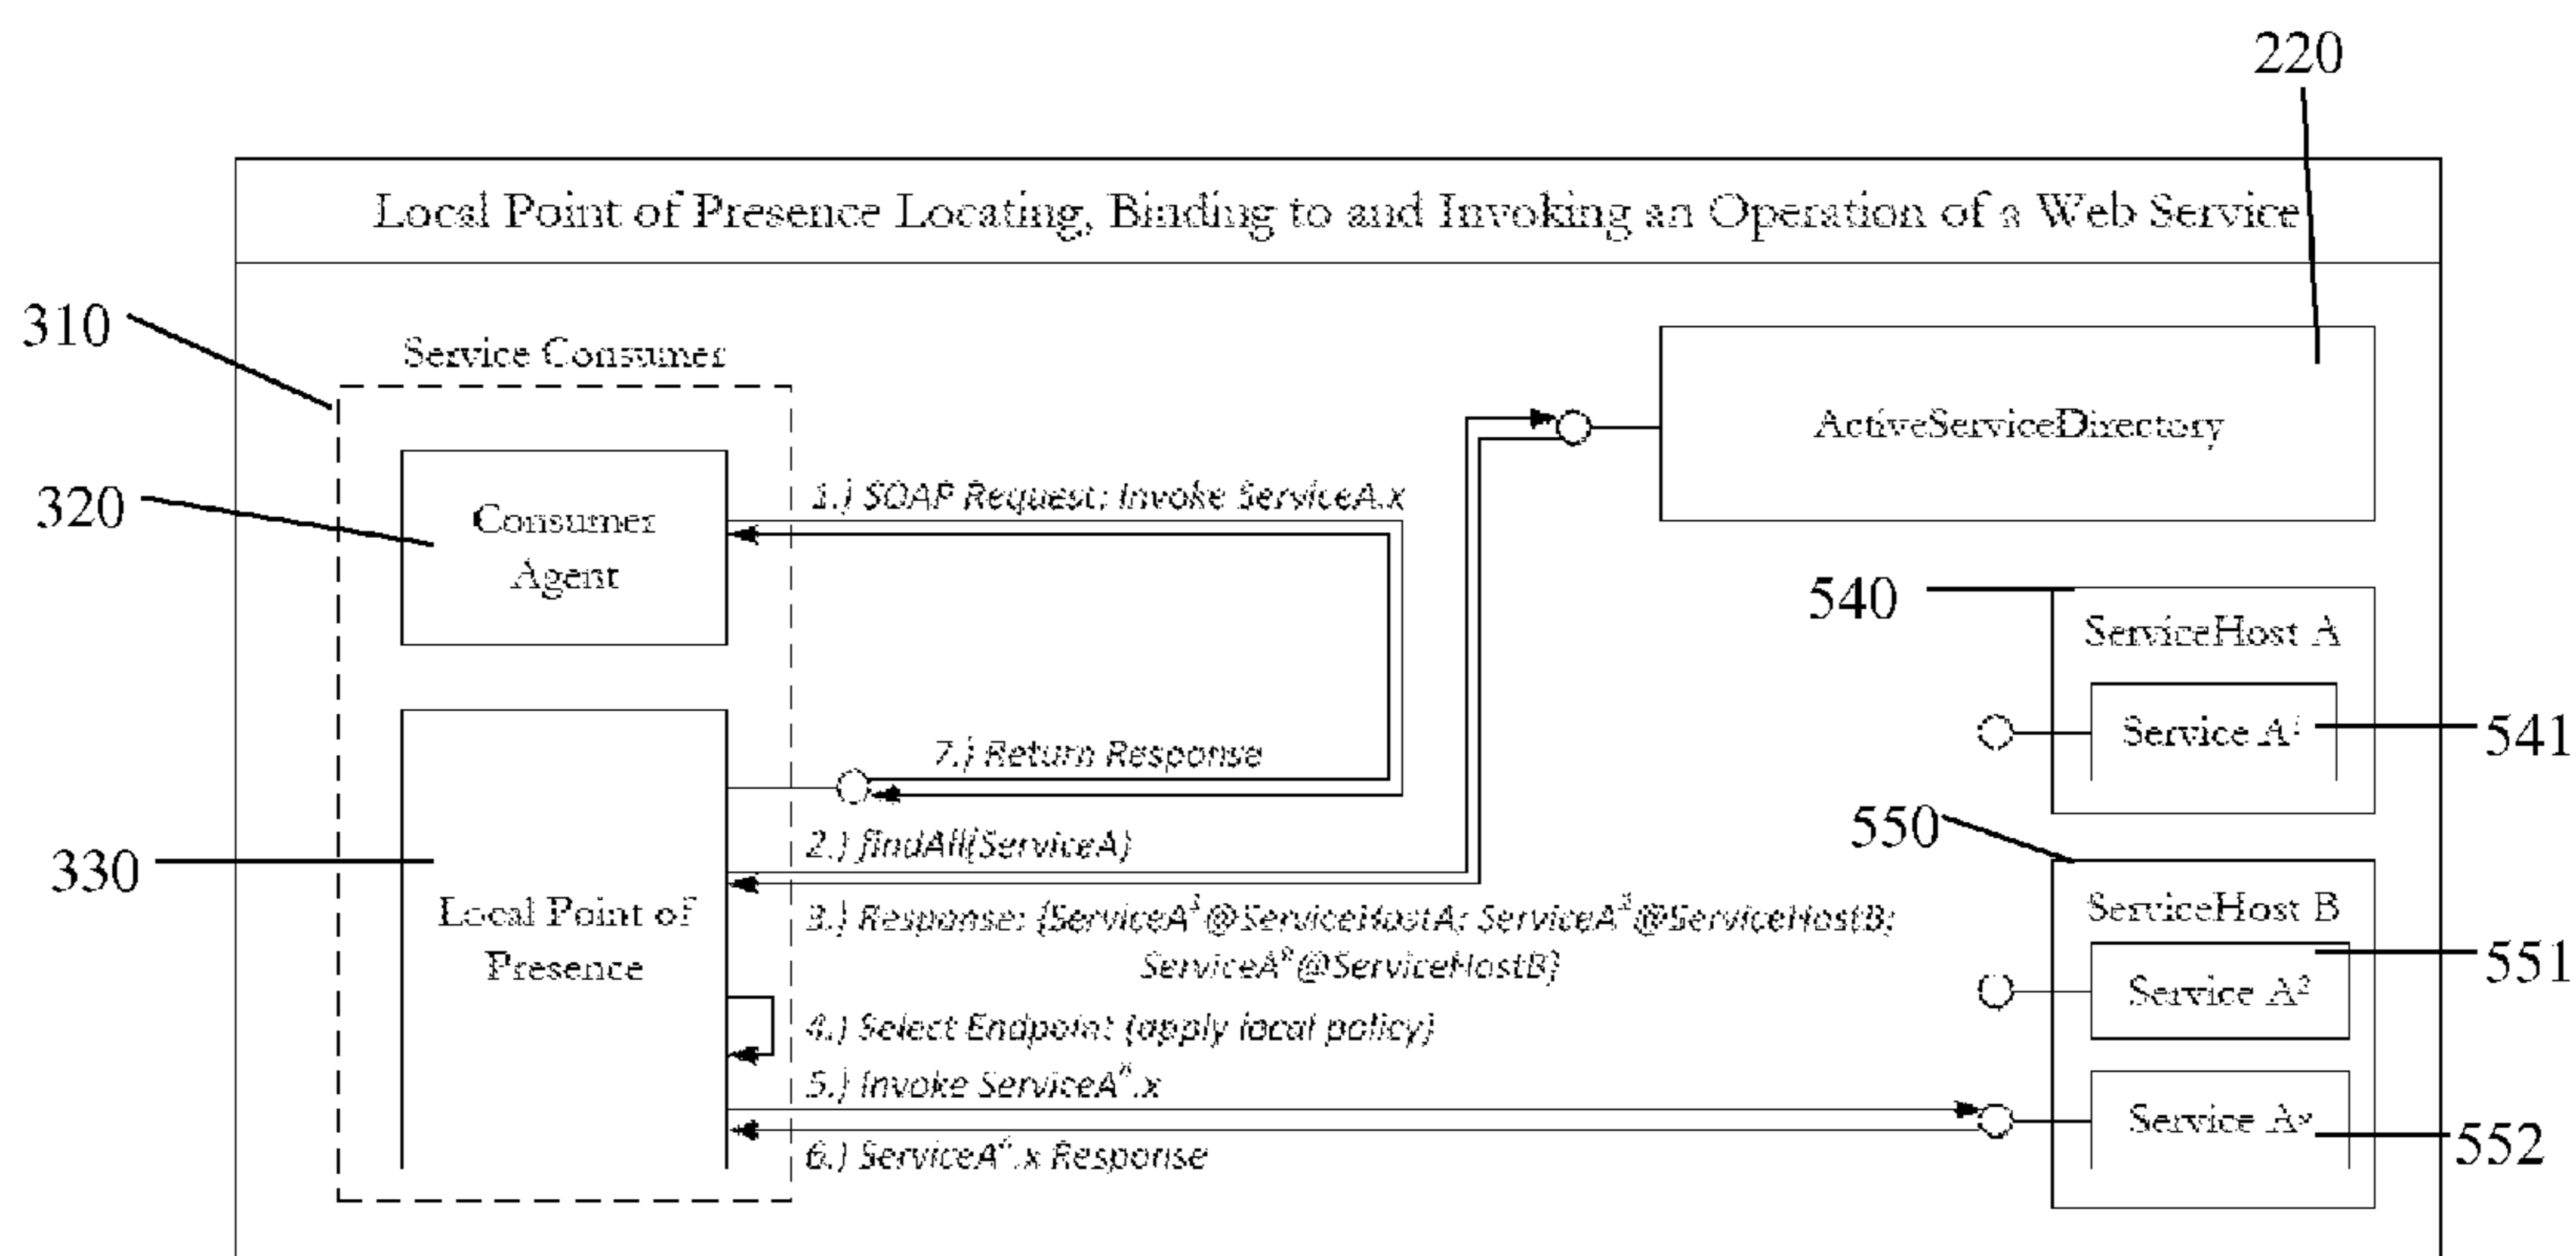 220
Local Point of Presence Locating, Binding to and Invoking an Operation of a Web Service
310
Service Consumer
320
Consumer
Agent
1.) SOAP Request: Invoke ServiceA.x
ActiveServiceDirectory
540
ServiceHost A
Service A¹
541
7.) Return Response
330
Local Point of
Presence
2.) findAll(ServiceA)
3.) Response: {ServiceA¹@ServiceHostA; ServiceA²@ServiceHostB;
ServiceAⁿ@ServiceHostB}
4.) Select Endpoint (apply local policy)
5.) Invoke ServiceAⁿ.x
6.) ServiceAⁿ.x Response
550
ServiceHost B
551
Service A²
Service Aⁿ
552